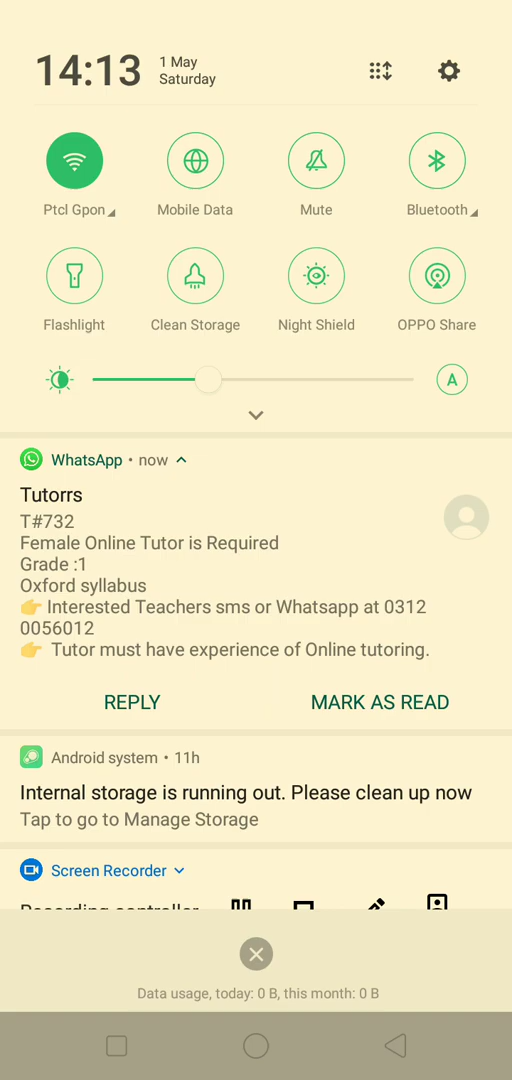 14:13
1 May
Saturday
Ptcl Gpon
Mobile Data
Mute
Bluetooth
Flashlight
Clean Storage
Night Shield
OPPO Share
A
WhatsApp • now
Tutorrs
T#732
Female Online Tutor is Required
Grade :1
Oxford syllabus
👉 Interested Teachers sms or Whatsapp at 0312
0056012
👉 Tutor must have experience of Online tutoring.
REPLY
MARK AS READ
Android system • 11h
Internal storage is running out. Please clean up now
Tap to go to Manage Storage
Screen Recorder
Recording controller
Data usage, today: 0 B, this month: 0 B